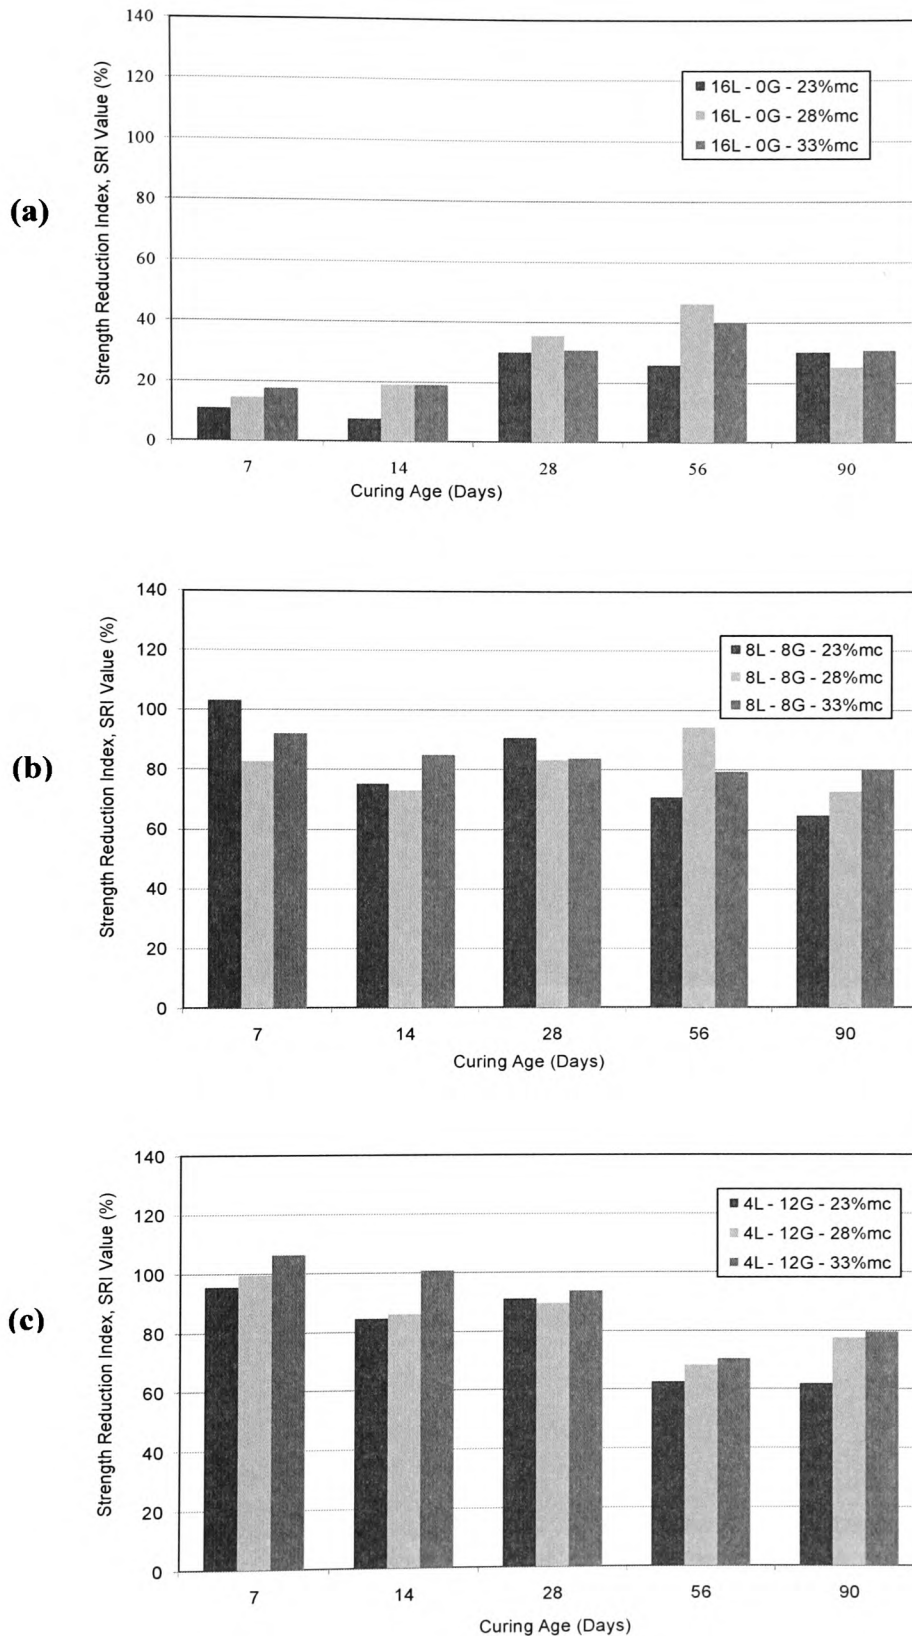 (a)
Strength Reduction Index, SRI Value (%)
140
120
100
80
60
40
20
0
16L - 0G - 23%mc
16L - 0G - 28%mc
16L - 0G - 33%mc
7 14 28 56 90
Curing Age (Days)
(b)
Strength Reduction Index, SRI Value (%)
140
120
100
80
60
40
20
0
8L - 8G - 23%mc
8L - 8G - 28%mc
8L - 8G - 33%mc
7 14 28 56 90
Curing Age (Days)
(c)
Strength Reduction Index, SRI Value (%)
140
120
100
80
60
40
20
0
4L - 12G - 23%mc
4L - 12G - 28%mc
4L - 12G - 33%mc
7 14 28 56 90
Curing Age (Days)